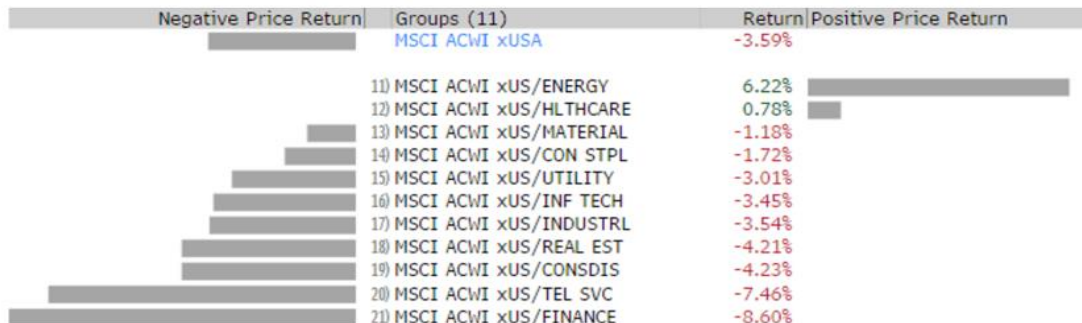 Negative Price Return Groups (11) Return Positive Price Return
MSCI ACWI xUSA -3.59%
11) MSCI ACWI xUS/ENERGY 6.22%
12) MSCI ACWI xUS/HLTHCARE 0.78%
13) MSCI ACWI xUS/MATERIAL -1.18%
14) MSCI ACWI xUS/CON STPL -1.72%
15) MSCI ACWI xUS/UTILITY -3.01%
16) MSCI ACWI xUS/INF TECH -3.45%
17) MSCI ACWI xUS/INDUSTRL -3.54%
18) MSCI ACWI xUS/REAL EST -4.21%
19) MSCI ACWI xUS/CONSDIS -4.23%
20) MSCI ACWI xUS/TEL SVC -7.46%
21) MSCI ACWI xUS/FINANCE -8.60%